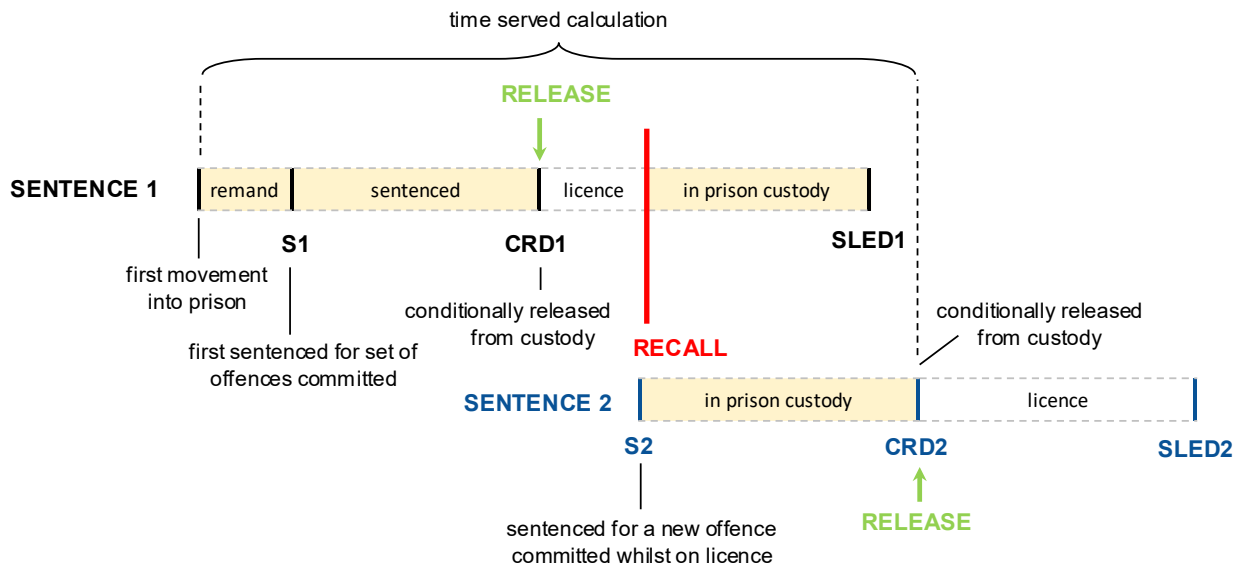 time served calculation
RELEASE
SENTENCE 1
remand
sentenced
licence
in prison custody
S1
CRD1
SLED1
first movement
into prison
conditionally released
from custody
conditionally released
from custody
first sentenced for set of
offences committed
RECALL
SENTENCE 2
in prison custody
licence
S2
CRD2
SLED2
sentenced for a new offence
committed whilst on licence
RELEASE